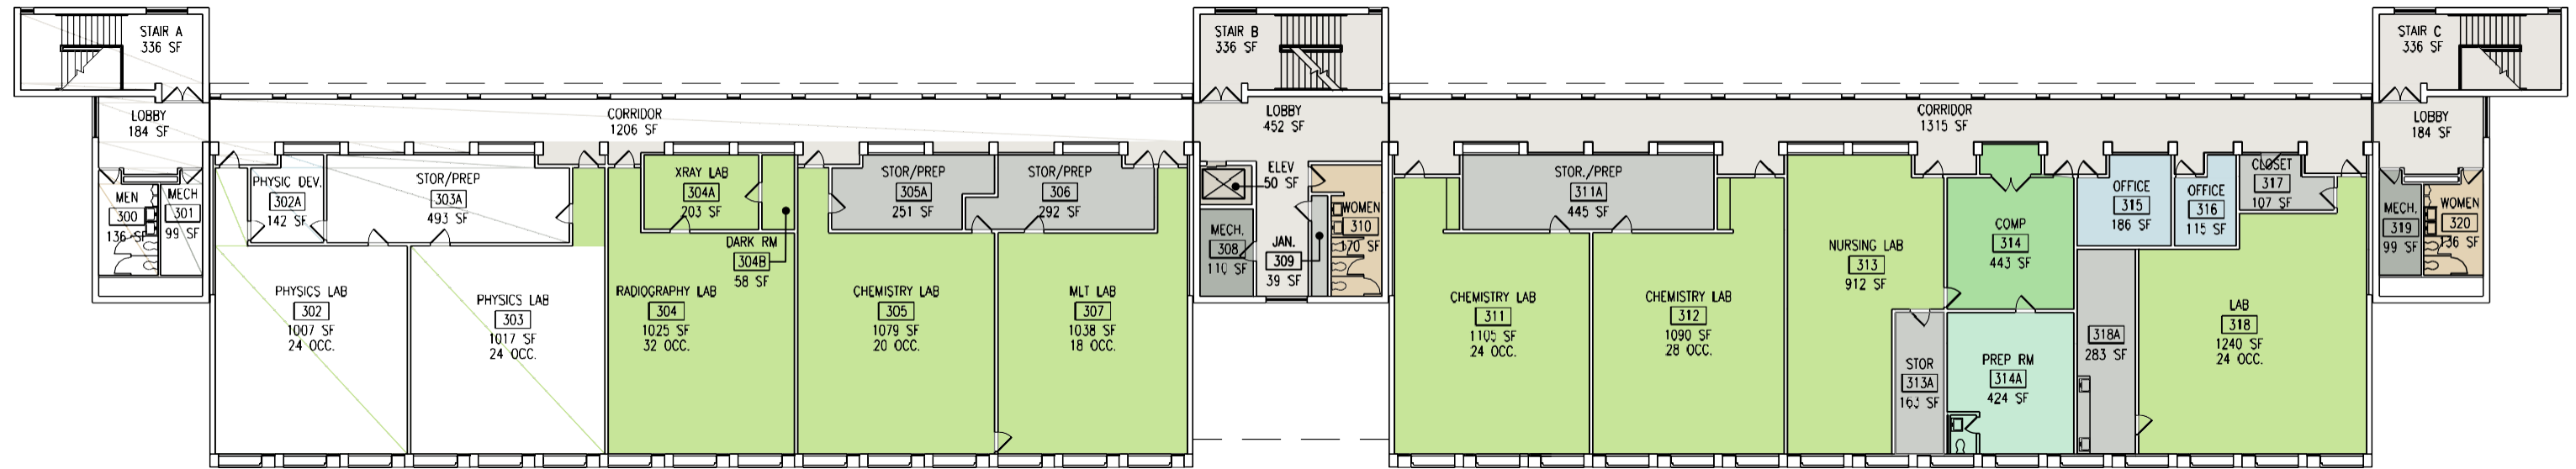 STAIR A
336 SF
STAIR B
336 SF
STAIR C
336 SF
LOBBY
184 SF
CORRIDOR
1206 SF
LOBBY
452 SF
CORRIDOR
1315 SF
LOBBY
184 SF
MEN
300
136 SF
MECH
301
99 SF
PHYSIC DEV.
302A
142 SF
STOR/PREP
303A
493 SF
XRAY LAB
304A
203 SF
DARK RM
304B
58 SF
STOR/PREP
305A
251 SF
STOR/PREP
306
292 SF
PHYSICS LAB
302
1007 SF
24 OCC.
PHYSICS LAB
303
1017 SF
24 OCC.
RADIOGRAPHY LAB
304
1025 SF
32 OCC.
CHEMISTRY LAB
305
1079 SF
20 OCC.
MLT LAB
307
1038 SF
18 OCC.
ELEV
50 SF
MECH.
308
110 SF
JAN.
309
39 SF
WOMEN
310
170 SF
STOR./PREP
311A
445 SF
CHEMISTRY LAB
311
1105 SF
24 OCC.
CHEMISTRY LAB
312
1090 SF
28 OCC.
NURSING LAB
313
912 SF
STOR
313A
163 SF
COMP
314
443 SF
PREP RM
314A
424 SF
OFFICE
315
186 SF
OFFICE
316
115 SF
CLOSET
317
107 SF
318A
283 SF
LAB
318
1240 SF
24 OCC.
MECH.
319
99 SF
WOMEN
320
136 SF